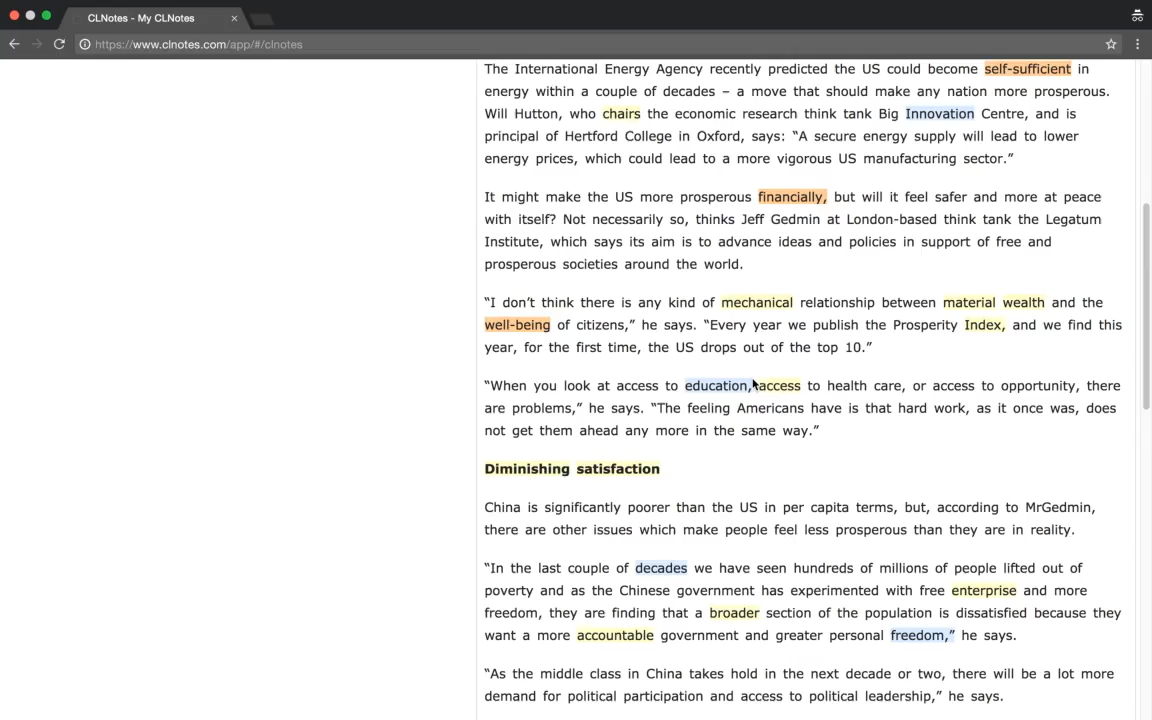 CLNotes - My CLNotes
https://www.clnotes.com/app/#/clnotes
The International Energy Agency recently predicted the US could become self-sufficient in
energy within a couple of decades – a move that should make any nation more prosperous.
Will Hutton, who chairs the economic research think tank Big Innovation Centre, and is
principal of Hertford College in Oxford, says: “A secure energy supply will lead to lower
energy prices, which could lead to a more vigorous US manufacturing sector.”
It might make the US more prosperous financially, but will it feel safer and more at peace
with itself? Not necessarily so, thinks Jeff Gedmin at London-based think tank the Legatum
Institute, which says its aim is to advance ideas and policies in support of free and
prosperous societies around the world.
“I don’t think there is any kind of mechanical relationship between material wealth and the
well-being of citizens,” he says. “Every year we publish the Prosperity Index, and we find this
year, for the first time, the US drops out of the top 10.”
“When you look at access to education, access to health care, or access to opportunity, there
are problems,” he says. “The feeling Americans have is that hard work, as it once was, does
not get them ahead any more in the same way.”
Diminishing satisfaction
China is significantly poorer than the US in per capita terms, but, according to MrGedmin,
there are other issues which make people feel less prosperous than they are in reality.
“In the last couple of decades we have seen hundreds of millions of people lifted out of
poverty and as the Chinese government has experimented with free enterprise and more
freedom, they are finding that a broader section of the population is dissatisfied because they
want a more accountable government and greater personal freedom,” he says.
“As the middle class in China takes hold in the next decade or two, there will be a lot more
demand for political participation and access to political leadership,” he says.